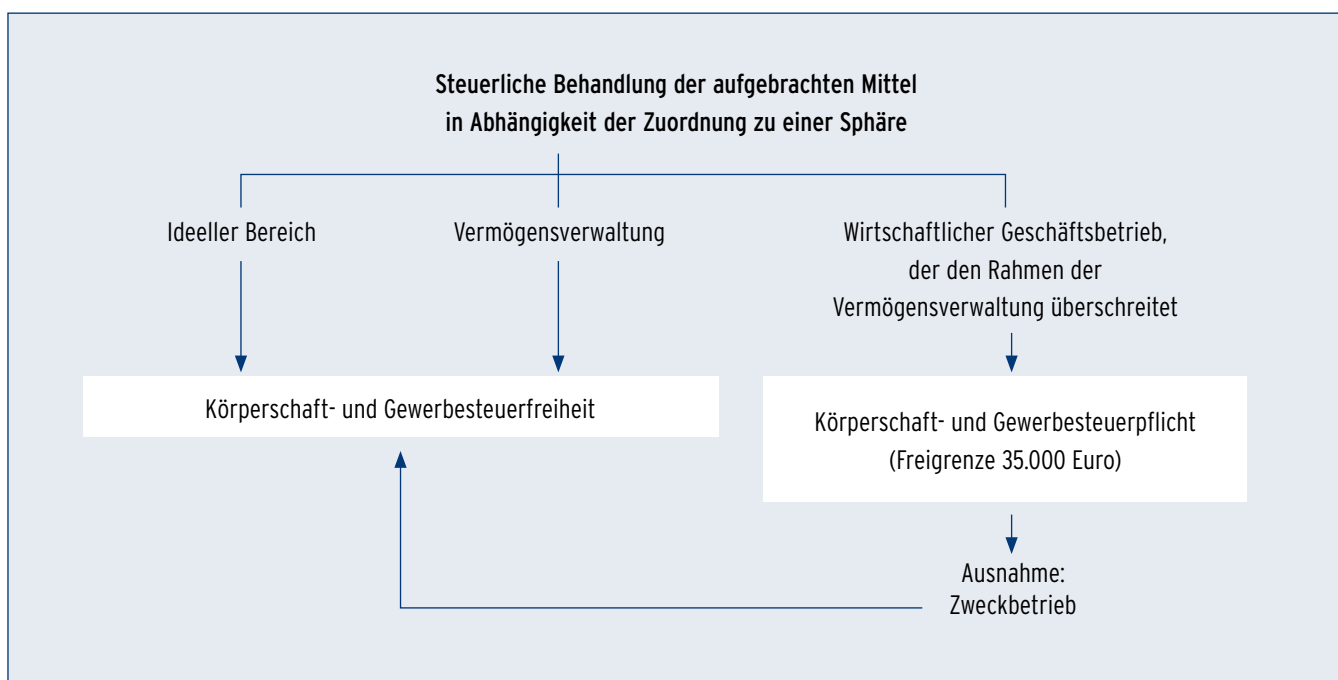 Steuerliche Behandlung der aufgebrachten Mittel
in Abhängigkeit der Zuordnung zu einer Sphäre
Ideeller Bereich
Vermögensverwaltung
Wirtschaftlicher Geschäftsbetrieb,
der den Rahmen der
Vermögensverwaltung überschreitet
Körperschaft- und Gewerbesteuerfreiheit
Körperschaft- und Gewerbesteuerpflicht
(Freigrenze 35.000 Euro)
Ausnahme:
Zweckbetrieb